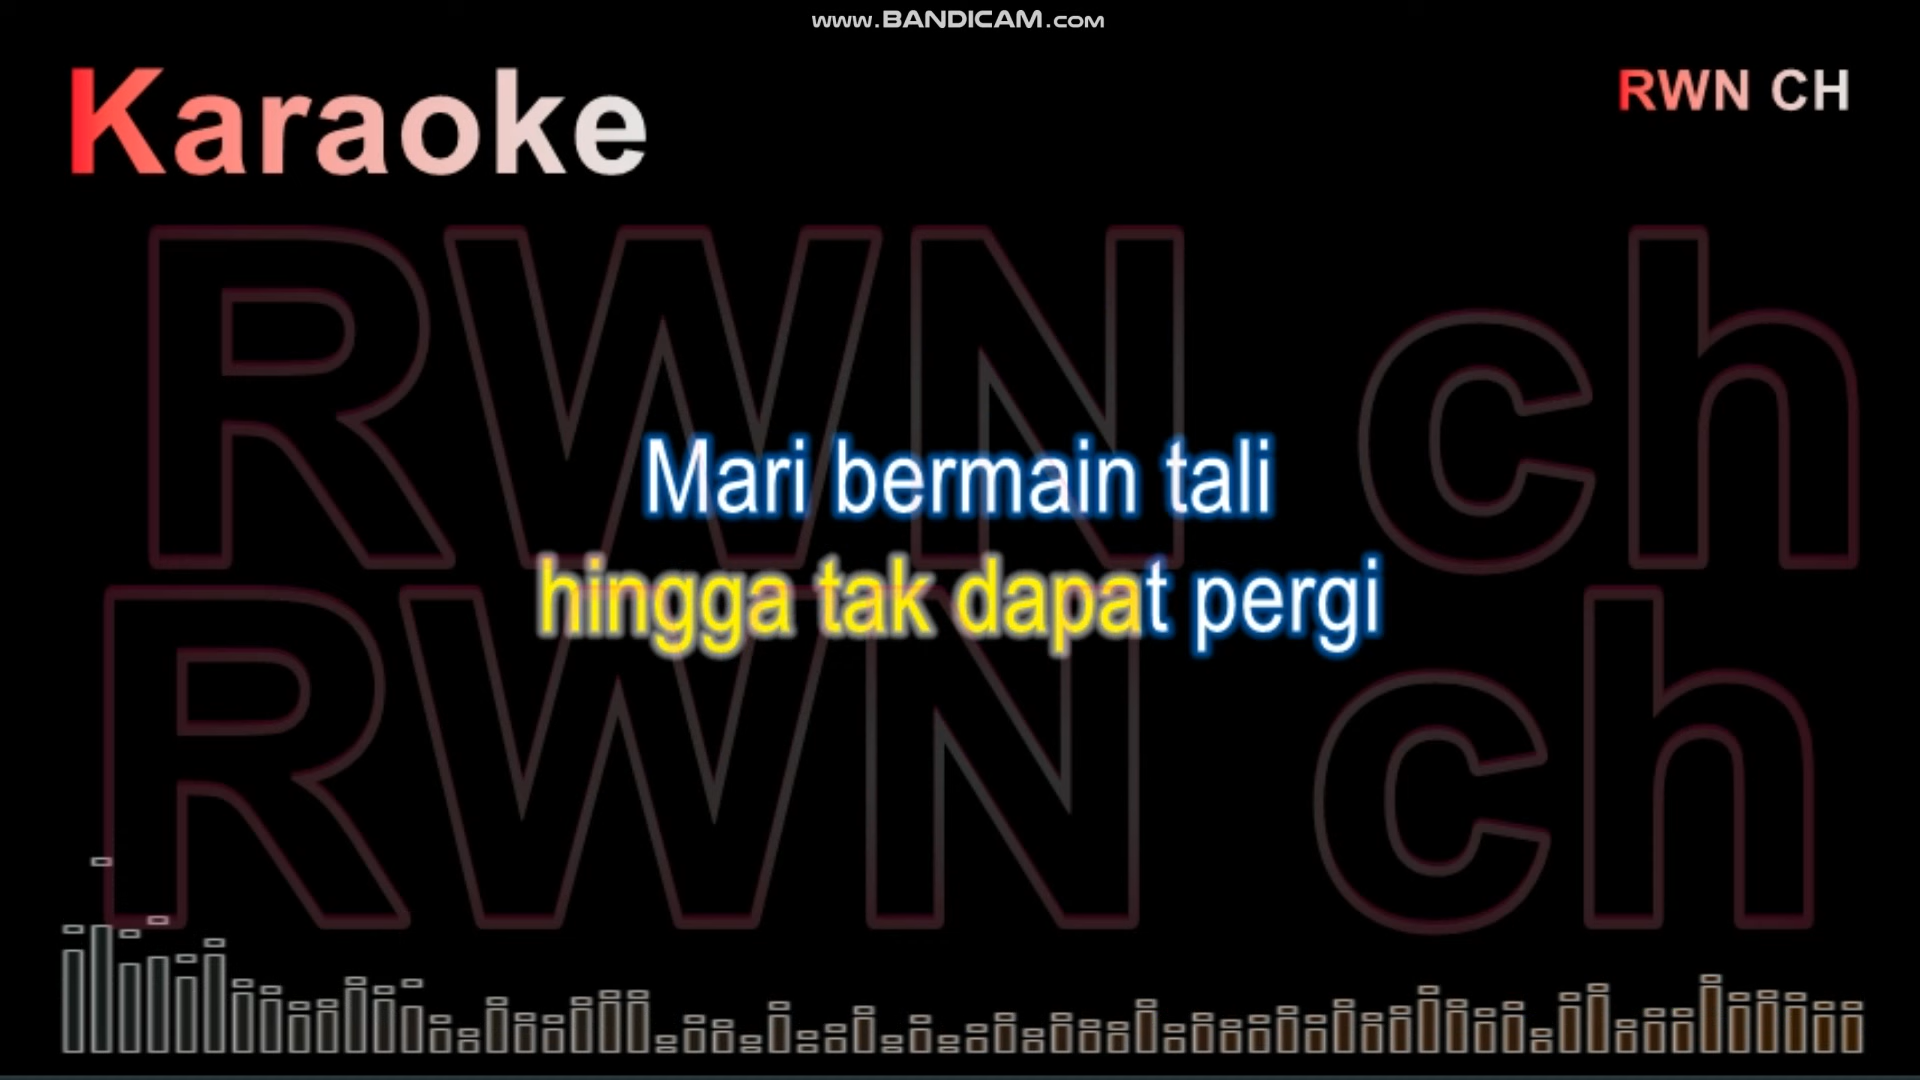 www.BANDICAM.com
Karaoke
RWN CH
RWN ch
Mari bermain tali
hingga tak dapat pergi
RWN ch